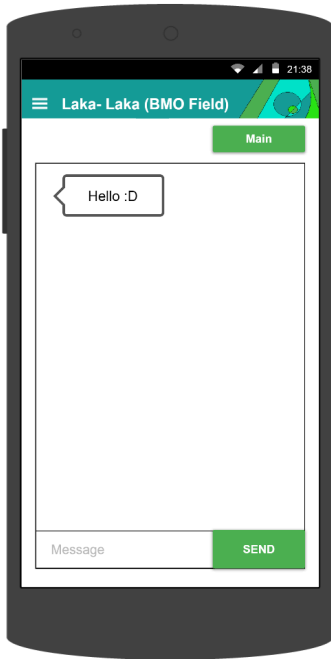 21:38
Laka- Laka (BMO Field)
Main
Hello :D
Message
SEND